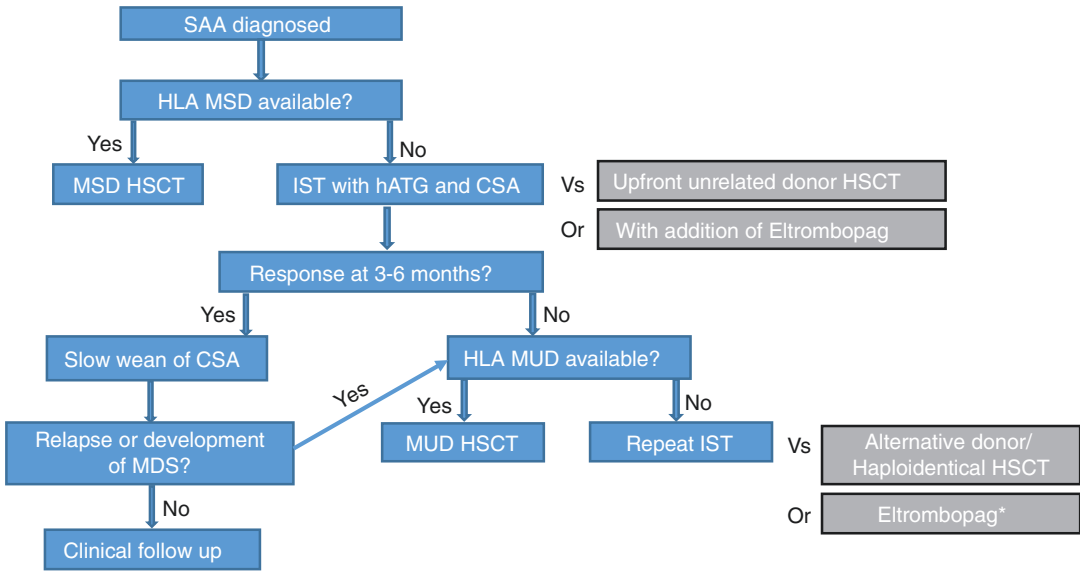 SAA diagnosed
HLA MSD available?
Yes
No
MSD HSCT
IST with hATG and CSA
Vs
Upfront unrelated donor HSCT
Or
With addition of Eltrombopag
Response at 3-6 months?
Yes
No
Slow wean of CSA
HLA MUD available?
Yes
Yes
No
Relapse or development
of MDS?
MUD HSCT
Repeat IST
Vs
Alternative donor/
Haploidentical HSCT
No
Or
Eltrombopag*
Clinical follow up